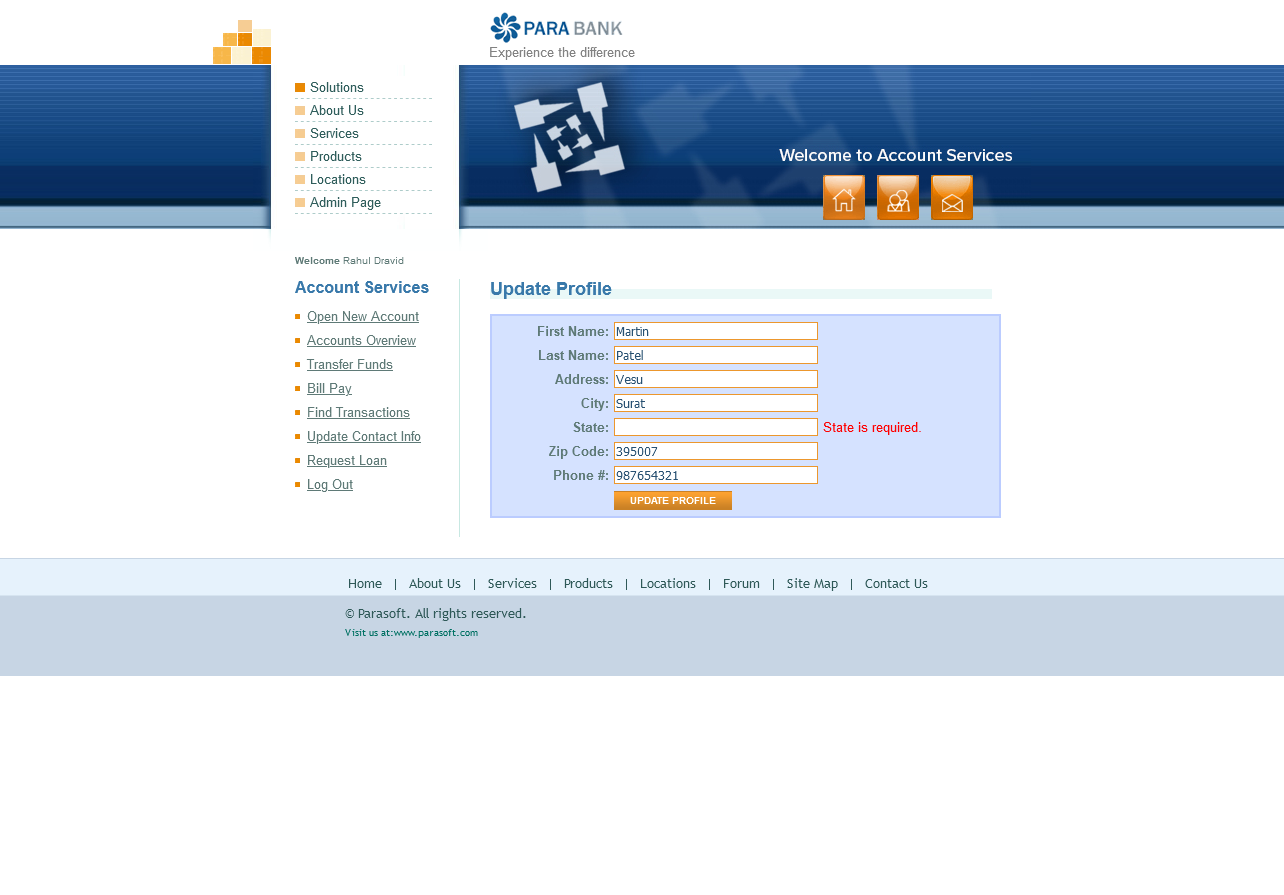 PARA BANK
Experience the difference
Solutions
About Us
Services
Products
Locations
Admin Page
Welcome to Account Services
Welcome Rahul Dravid
Account Services
Open New Account
Accounts Overview
Transfer Funds
Bill Pay
Find Transactions
Update Contact Info
Request Loan
Log Out
Update Profile
First Name: Martin
Last Name: Patel
Address: Vesu
City: Surat
State: State is required.
Zip Code: 395007
Phone #: 987654321
UPDATE PROFILE
Home | About Us | Services | Products | Locations | Forum | Site Map | Contact Us
© Parasoft. All rights reserved.
Visit us at:www.parasoft.com